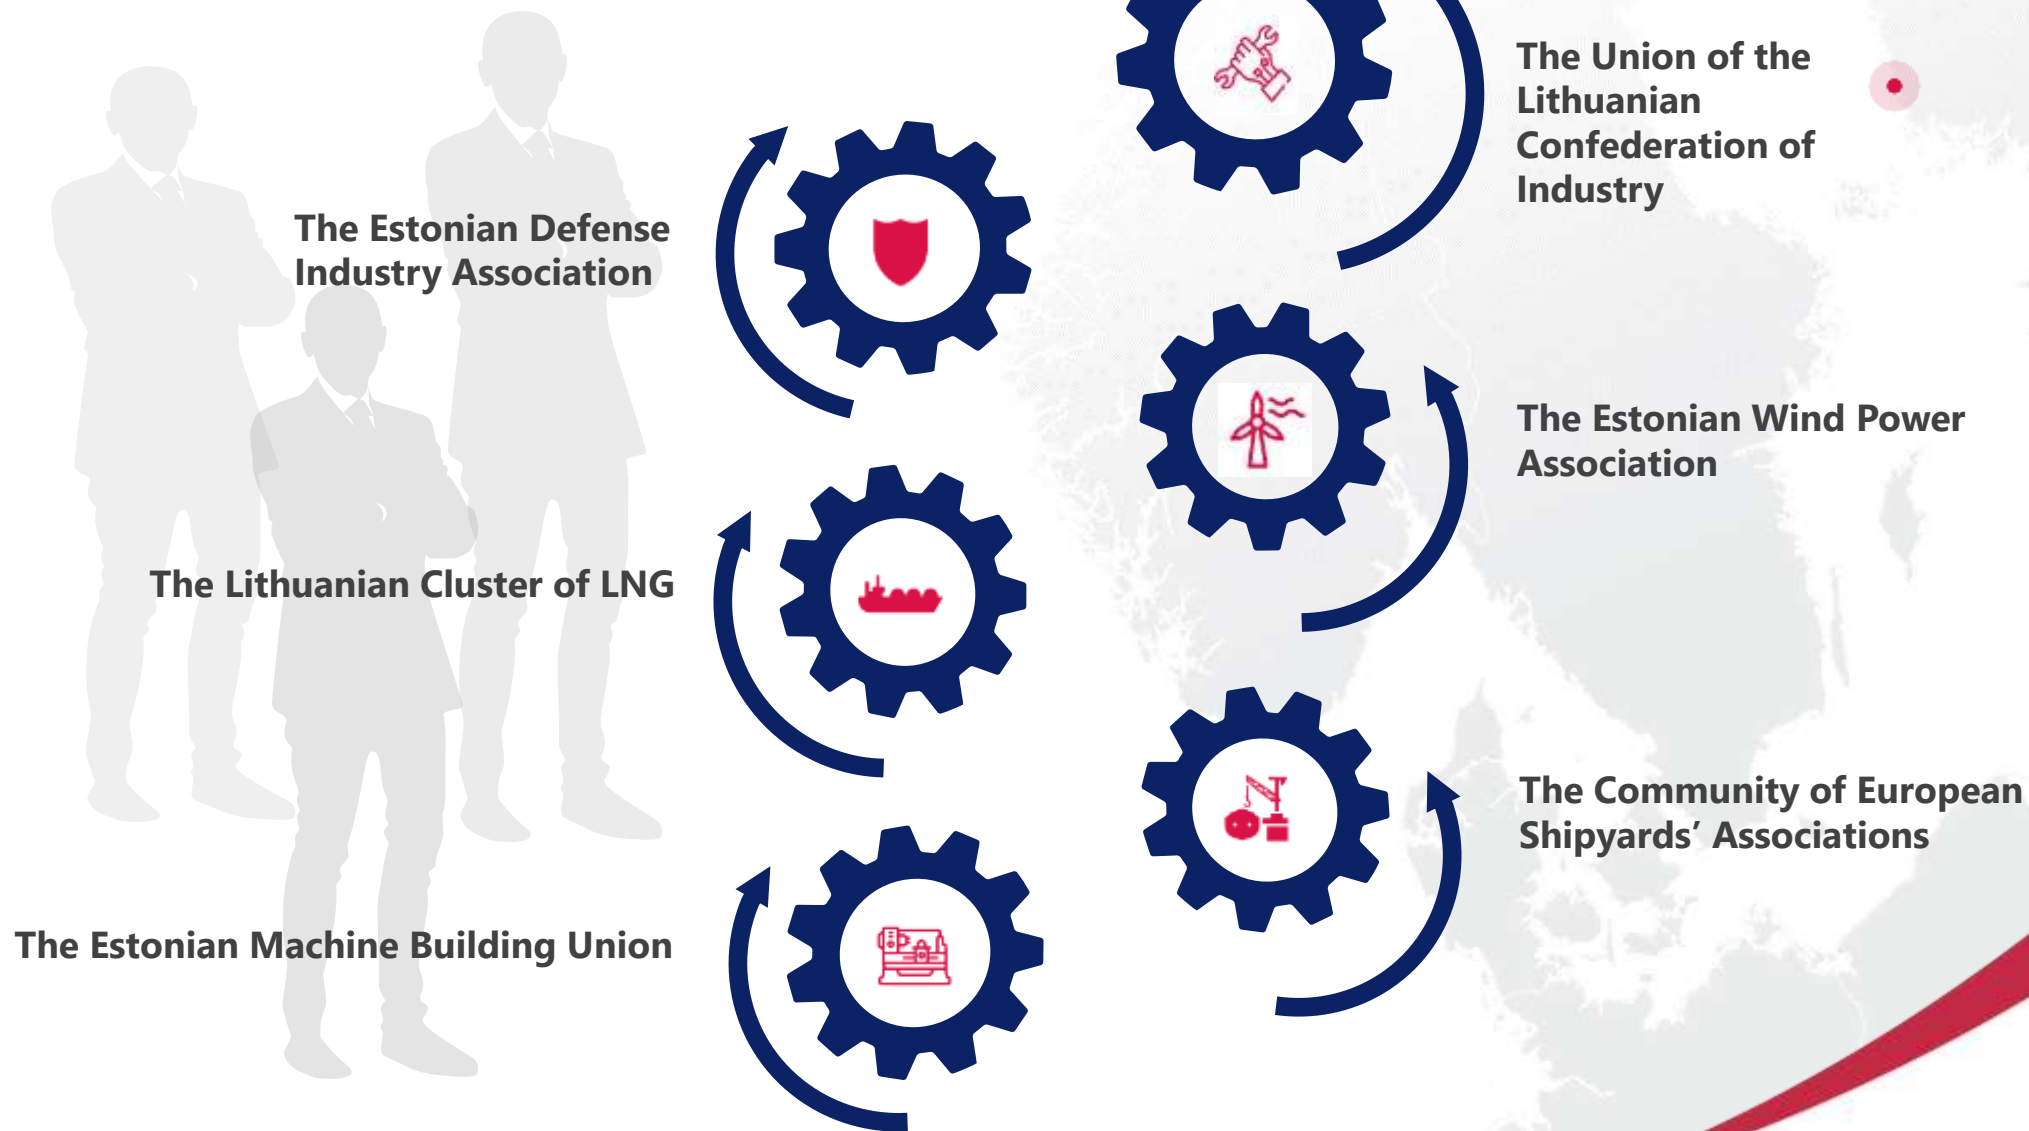 The Union of the
Lithuanian
Confederation of
Industry
The Estonian Defense
Industry Association
The Estonian Wind Power
Association
The Lithuanian Cluster of LNG
The Community of European
Shipyards’ Associations
The Estonian Machine Building Union